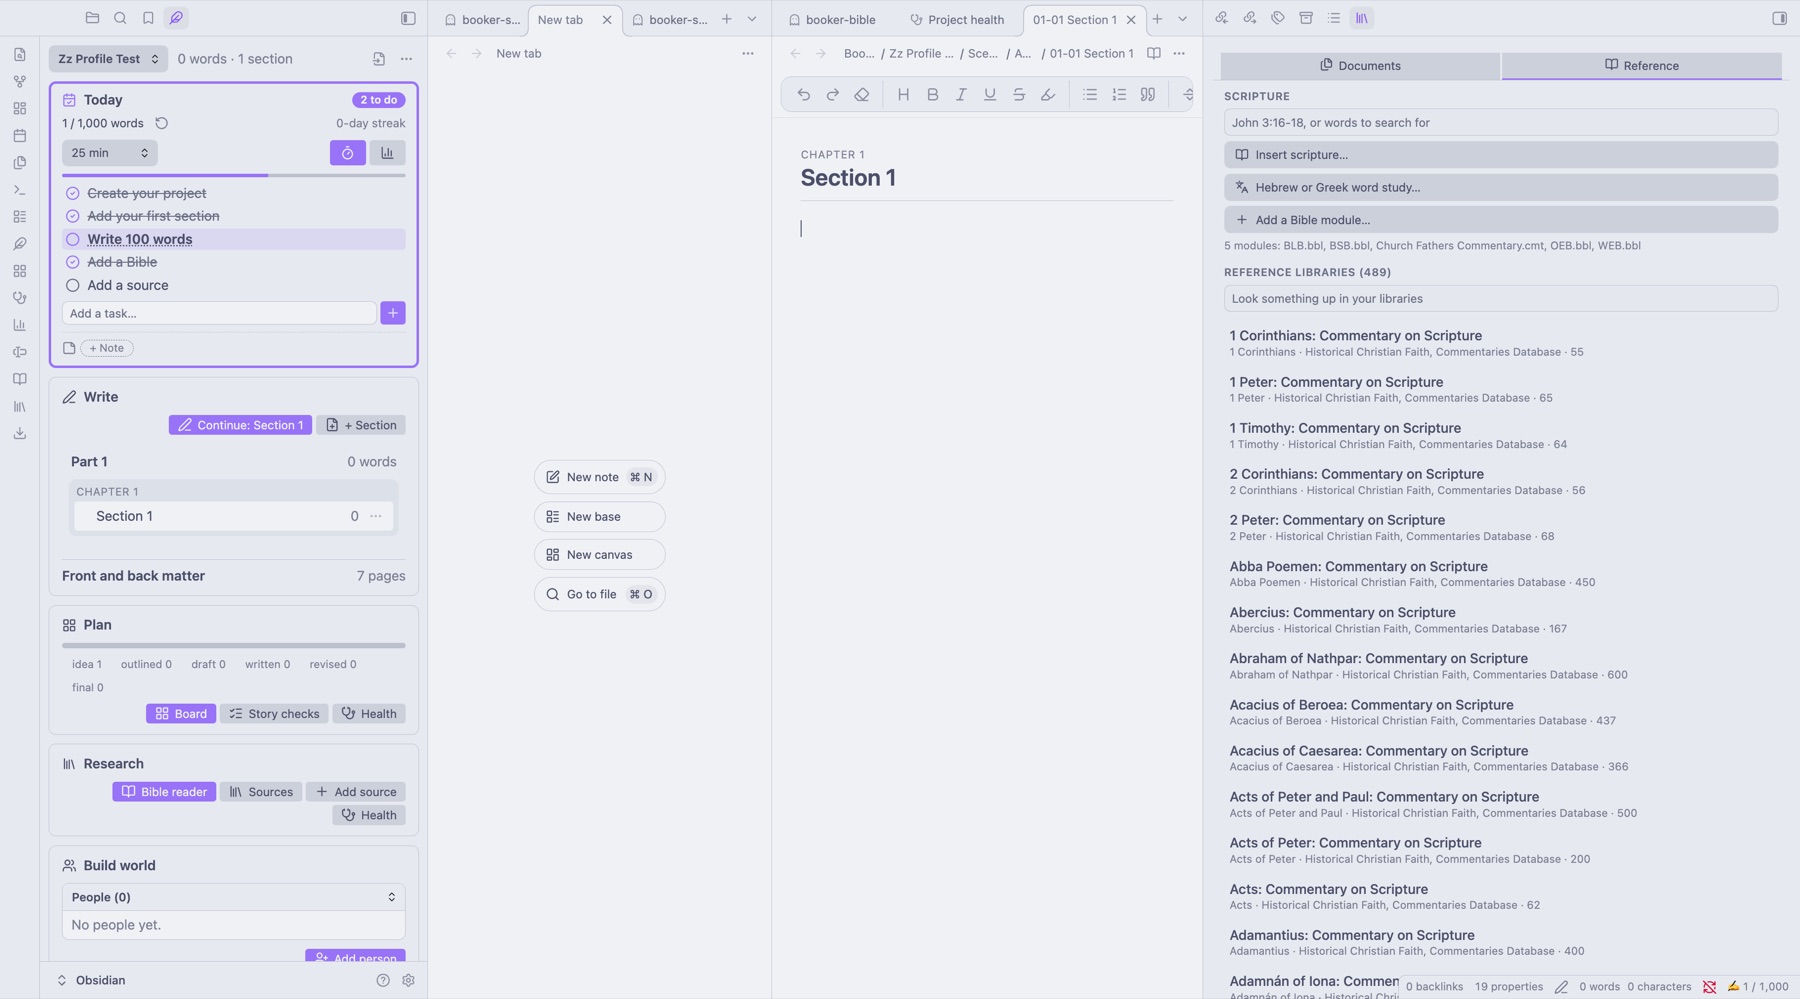 booker-s...
New tab
booker-s...
booker-bible
Project health
01-01 Section 1
Zz Profile Test
0 words · 1 section
New tab
Boo... / Zz Profile ... / Sce... / A... / 01-01 Section 1
Today
2 to do
1 / 1,000 words
0-day streak
25 min
Create your project
Add your first section
Write 100 words
Add a Bible
Add a source
Add a task...
+ Note
Write
Continue: Section 1
+ Section
Part 1
0 words
CHAPTER 1
Section 1
0
Front and back matter
7 pages
Plan
idea 1
outlined 0
draft 0
written 0
revised 0
final 0
Board
Story checks
Health
Research
Bible reader
Sources
Add source
Health
Build world
People (0)
No people yet.
Add person
Obsidian
New note ⌘ N
New base
New canvas
Go to file ⌘ O
H B I U S
CHAPTER 1
Section 1
Documents
Reference
SCRIPTURE
John 3:16-18, or words to search for
Insert scripture...
Hebrew or Greek word study...
Add a Bible module...
5 modules: BLB.bbl, BSB.bbl, Church Fathers Commentary.cmt, OEB.bbl, WEB.bbl
REFERENCE LIBRARIES (489)
Look something up in your libraries
1 Corinthians: Commentary on Scripture
1 Corinthians · Historical Christian Faith, Commentaries Database · 55
1 Peter: Commentary on Scripture
1 Peter · Historical Christian Faith, Commentaries Database · 65
1 Timothy: Commentary on Scripture
1 Timothy · Historical Christian Faith, Commentaries Database · 64
2 Corinthians: Commentary on Scripture
2 Corinthians · Historical Christian Faith, Commentaries Database · 56
2 Peter: Commentary on Scripture
2 Peter · Historical Christian Faith, Commentaries Database · 68
Abba Poemen: Commentary on Scripture
Abba Poemen · Historical Christian Faith, Commentaries Database · 450
Abercius: Commentary on Scripture
Abercius · Historical Christian Faith, Commentaries Database · 167
Abraham of Nathpar: Commentary on Scripture
Abraham of Nathpar · Historical Christian Faith, Commentaries Database · 600
Acacius of Beroea: Commentary on Scripture
Acacius of Beroea · Historical Christian Faith, Commentaries Database · 437
Acacius of Caesarea: Commentary on Scripture
Acacius of Caesarea · Historical Christian Faith, Commentaries Database · 366
Acts of Peter and Paul: Commentary on Scripture
Acts of Peter and Paul · Historical Christian Faith, Commentaries Database · 500
Acts of Peter: Commentary on Scripture
Acts of Peter · Historical Christian Faith, Commentaries Database · 200
Acts: Commentary on Scripture
Acts · Historical Christian Faith, Commentaries Database · 62
Adamantius: Commentary on Scripture
Adamantius · Historical Christian Faith, Commentaries Database · 400
Adamnán of Iona: Commen
Adamnán of Iona · Historical Chris
0 backlinks
19 properties
0 words 0 characters
1 / 1,000